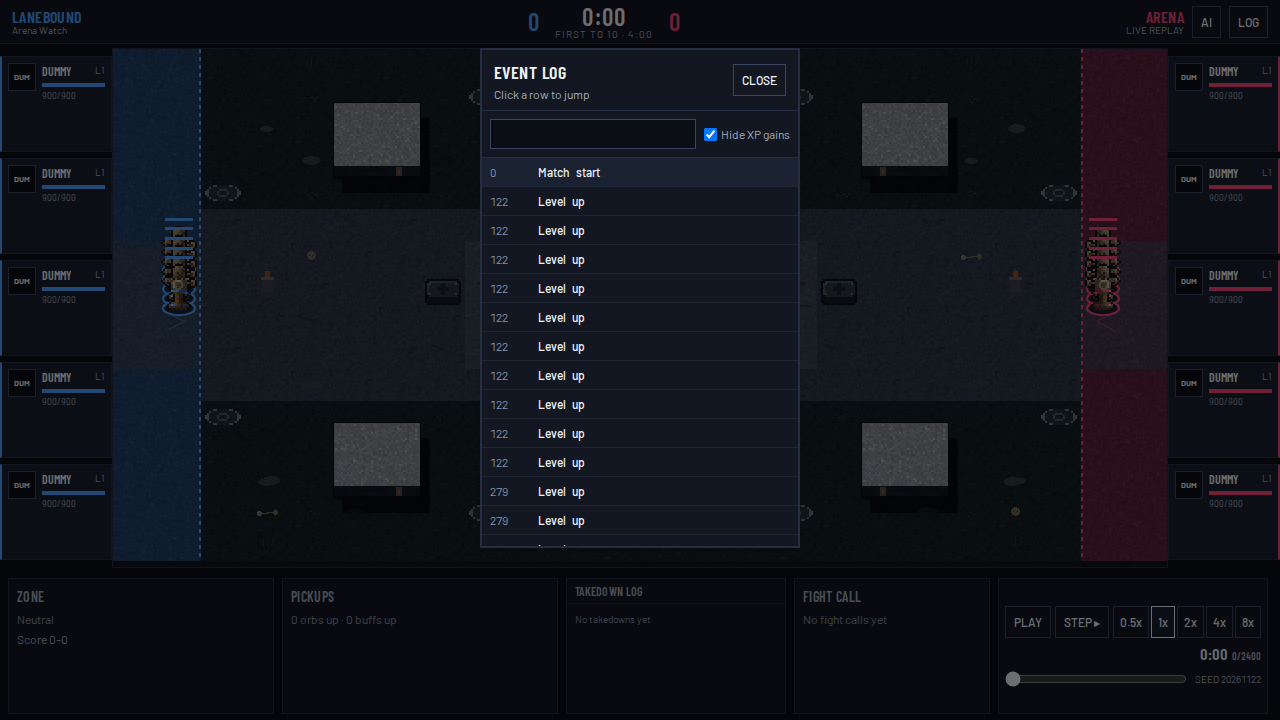 LANEBOUND
Arena Watch
0 0:00 0
FIRST TO 10 · 4:00
ARENA
LIVE REPLAY
AI
LOG
DUM DUMMY L1
900/900
DUM DUMMY L1
900/900
DUM DUMMY L1
900/900
DUM DUMMY L1
900/900
DUM DUMMY L1
900/900
EVENT LOG
Click a row to jump
CLOSE
Hide XP gains
0 Match start
122 Level up
122 Level up
122 Level up
122 Level up
122 Level up
122 Level up
122 Level up
122 Level up
122 Level up
122 Level up
279 Level up
279 Level up
DUM DUMMY L1
900/900
DUM DUMMY L1
900/900
DUM DUMMY L1
900/900
DUM DUMMY L1
900/900
DUM DUMMY L1
900/900
ZONE
Neutral
Score 0–0
PICKUPS
0 orbs up · 0 buffs up
TAKEDOWN LOG
No takedowns yet
FIGHT CALL
No fight calls yet
PLAY STEP▸ 0.5x 1x 2x 4x 8x
0:00 0/2400
SEED 20261122